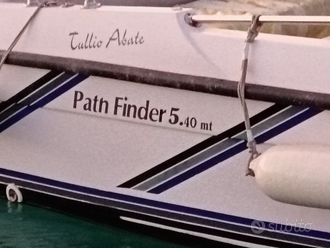 Tullio Abate
Path Finder 5.40 mt
subito